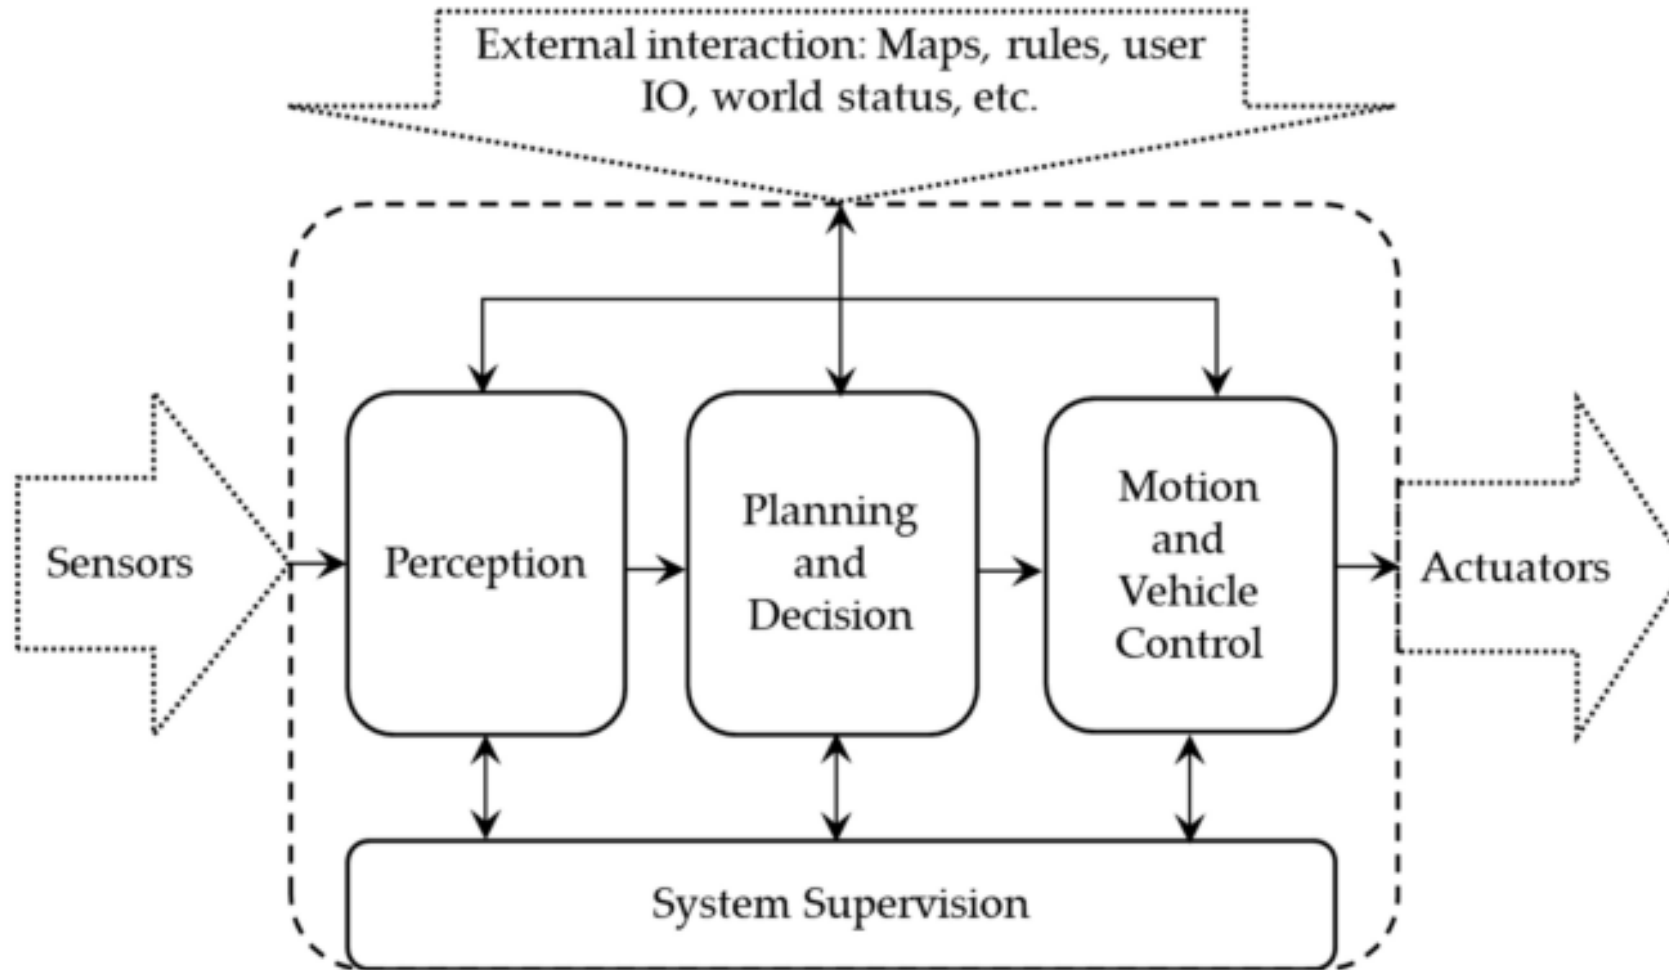 External interaction: Maps, rules, user
IO, world status, etc.
Sensors
Perception
Planning
and
Decision
Motion
and
Vehicle
Control
Actuators
System Supervision